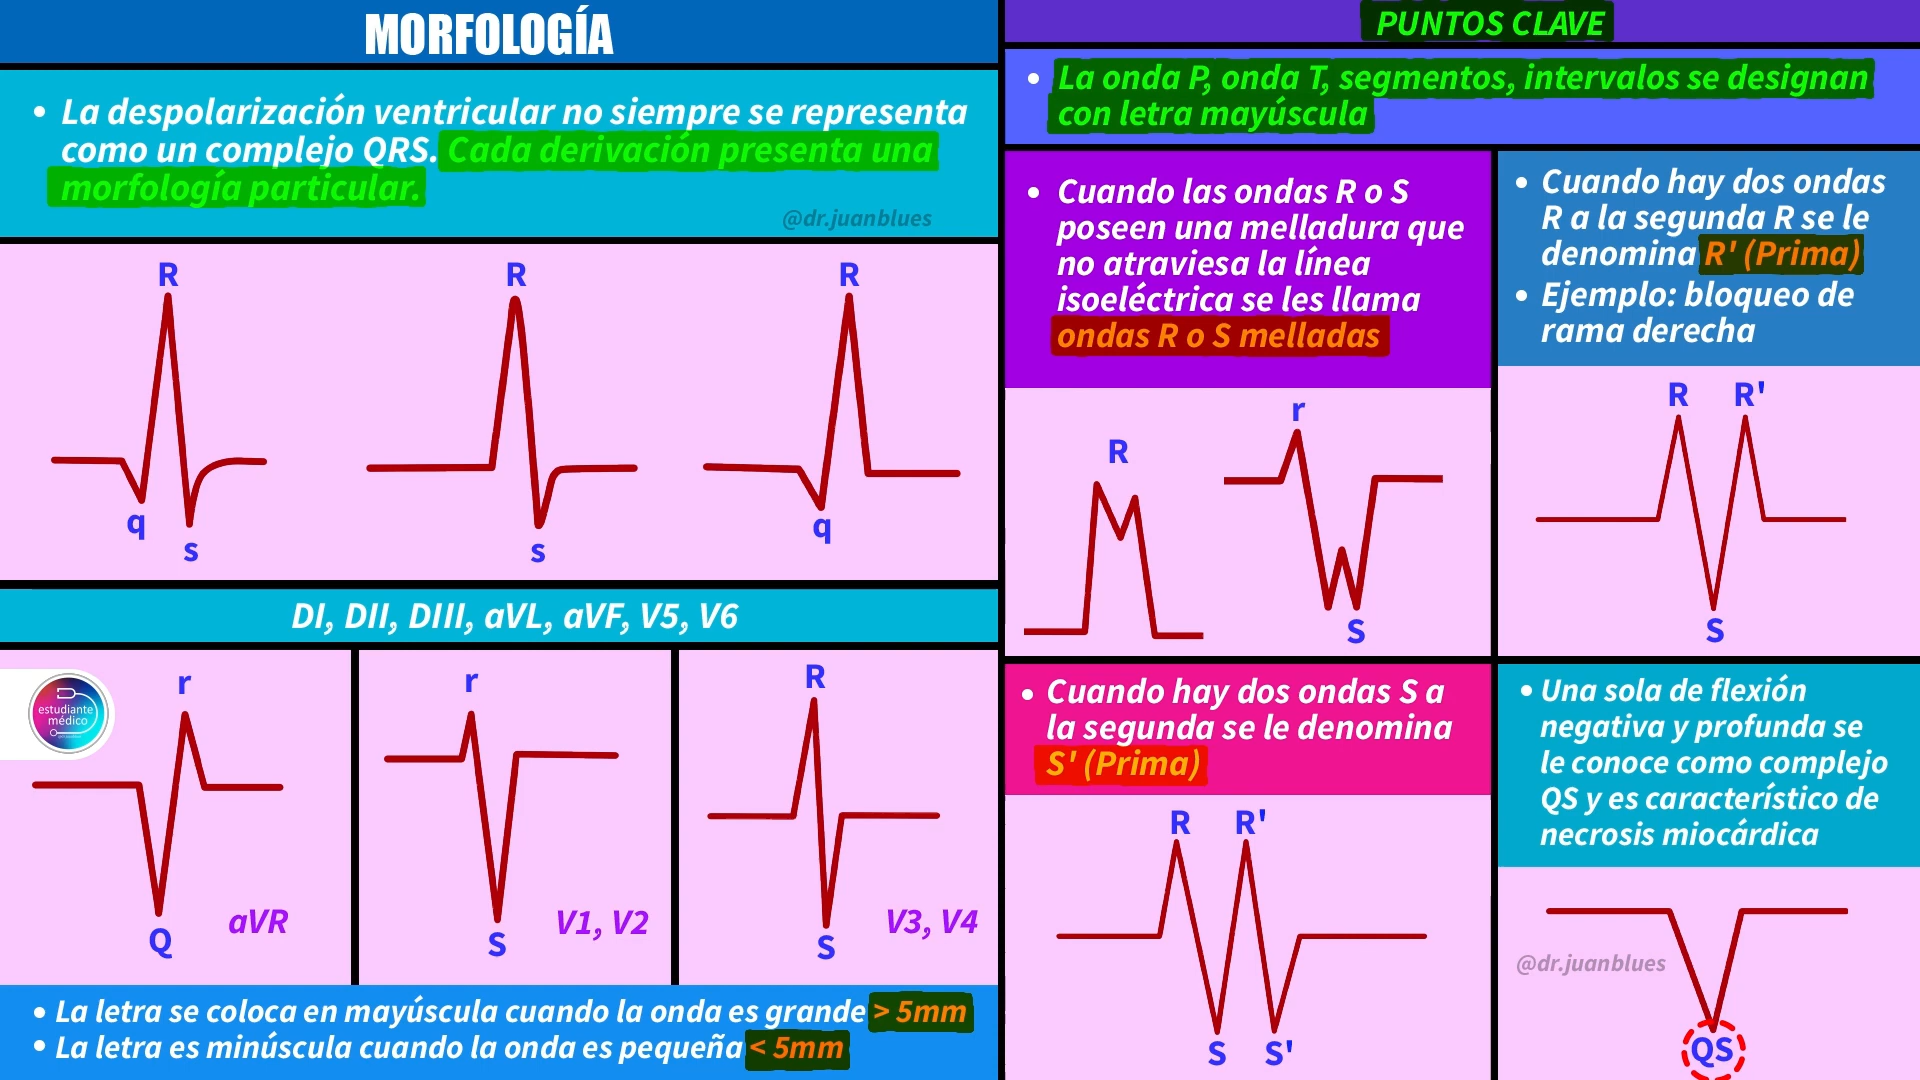 MORFOLOGÍA
• La despolarización ventricular no siempre se representa
como un complejo QRS. Cada derivación presenta una
morfología particular.
@dr.juanblues
R
R
R
q
s
s
q
DI, DII, DIII, aVL, aVF, V5, V6
estudiante
médico
r
Q
aVR
r
S
V1, V2
R
S
V3, V4
• La letra se coloca en mayúscula cuando la onda es grande > 5mm
• La letra es minúscula cuando la onda es pequeña < 5mm
PUNTOS CLAVE
• La onda P, onda T, segmentos, intervalos se designan
con letra mayúscula
• Cuando las ondas R o S
poseen una melladura que
no atraviesa la línea
isoeléctrica se les llama
ondas R o S melladas
R
r
S
• Cuando hay dos ondas
R a la segunda R se le
denomina R' (Prima)
• Ejemplo: bloqueo de
rama derecha
R R'
S
• Cuando hay dos ondas S a
la segunda se le denomina
S' (Prima)
R R'
S S'
• Una sola de flexión
negativa y profunda se
le conoce como complejo
QS y es característico de
necrosis miocárdica
@dr.juanblues
QS